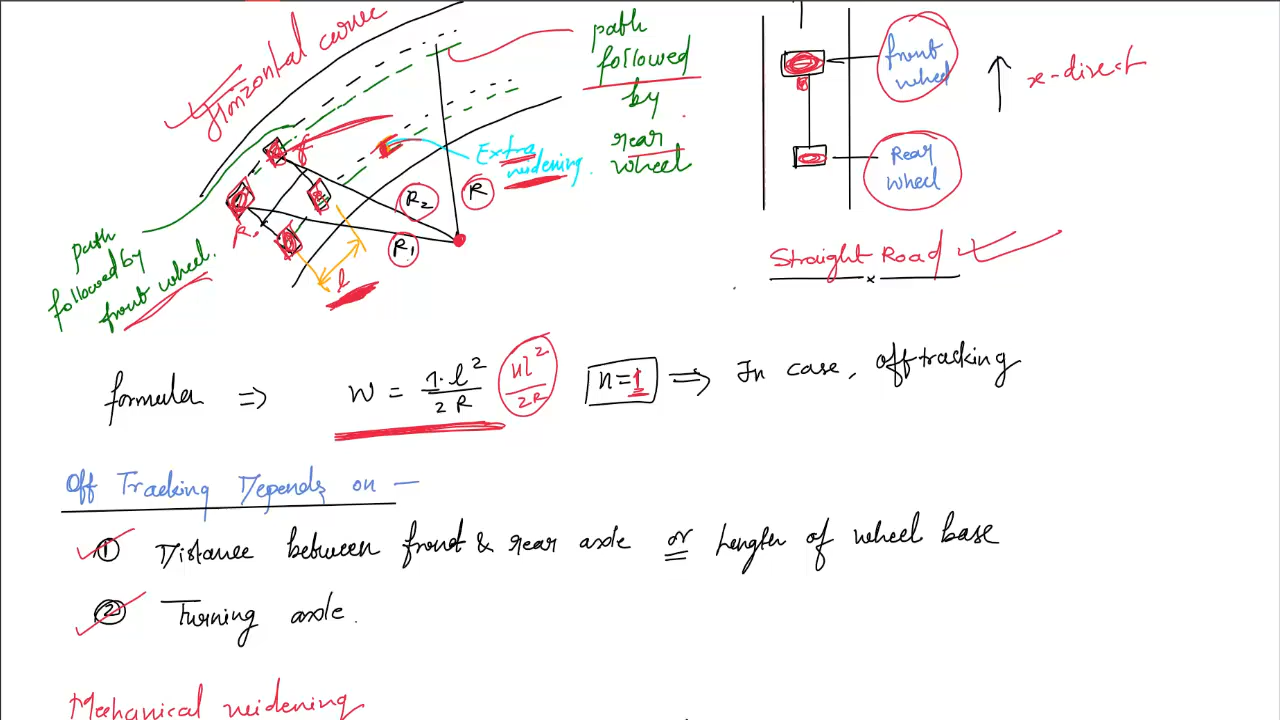 Horizontal curve
path
followed
by
rear
wheel
Extra
widening.
R2
R
R1
l
path
followed by
front wheel.
front
wheel
Rear
wheel
x-direct
Straight Road
formula => W = 1·l²/2R nl²/2R n=1 => In case, offtracking
Off Tracking Depends on -
① Distance between front & rear axle or Length of wheel base
② Turning axle.
Mechanical widening